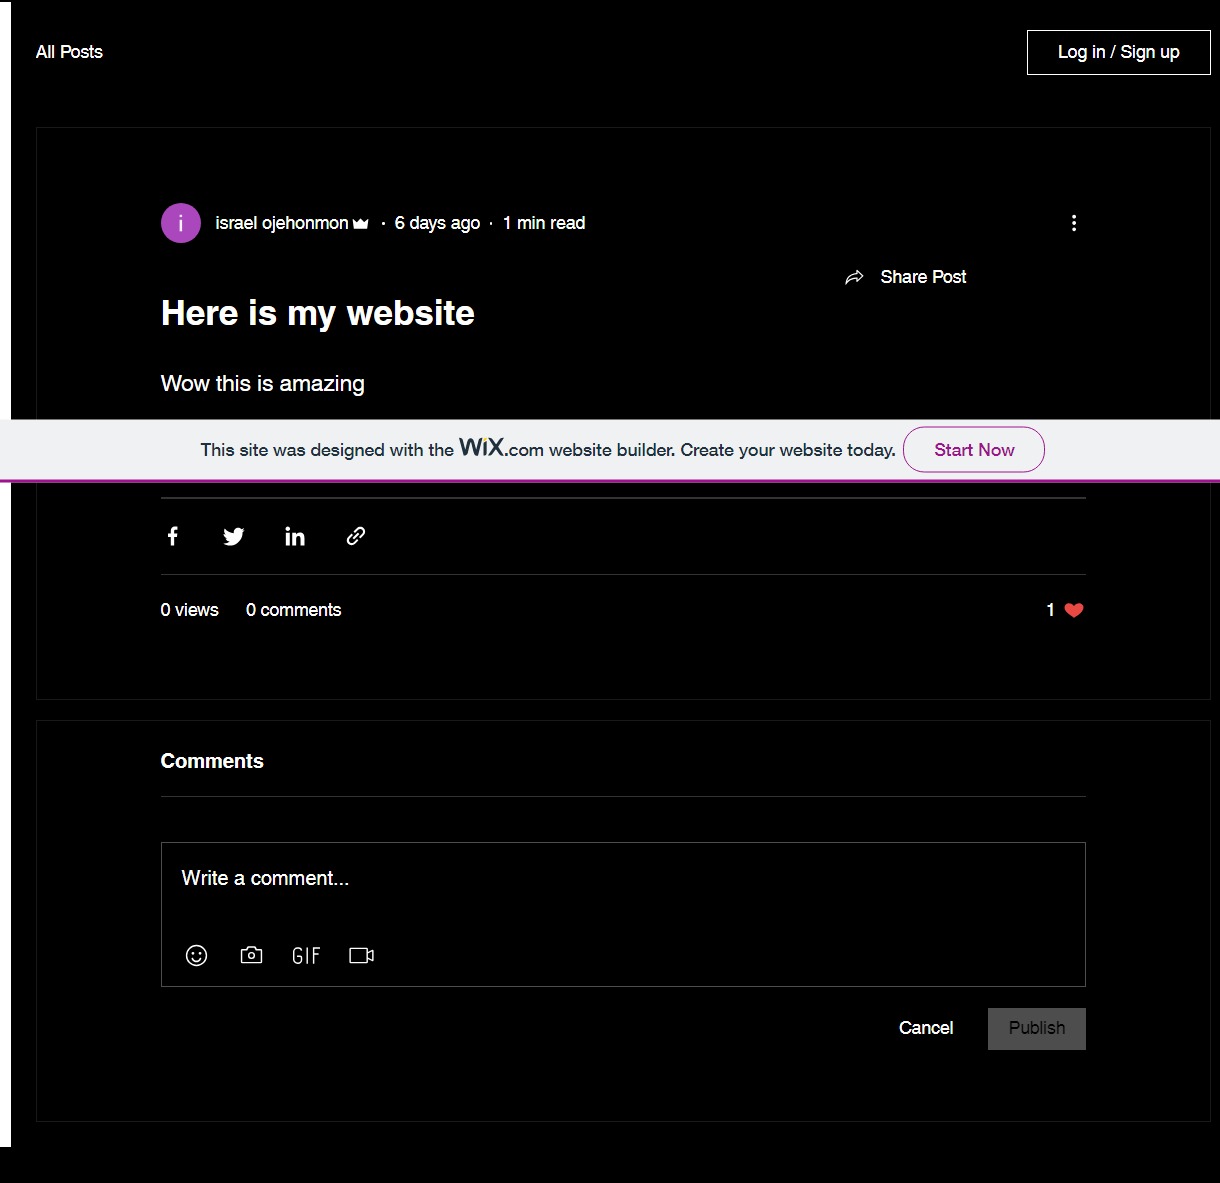 All Posts
Log in / Sign up
i
israel ojehonmon · 6 days ago · 1 min read
Share Post
Here is my website
Wow this is amazing
This site was designed with the WiX.com website builder. Create your website today.
Start Now
0 views 0 comments
1
Comments
Write a comment...
GIF
Cancel
Publish